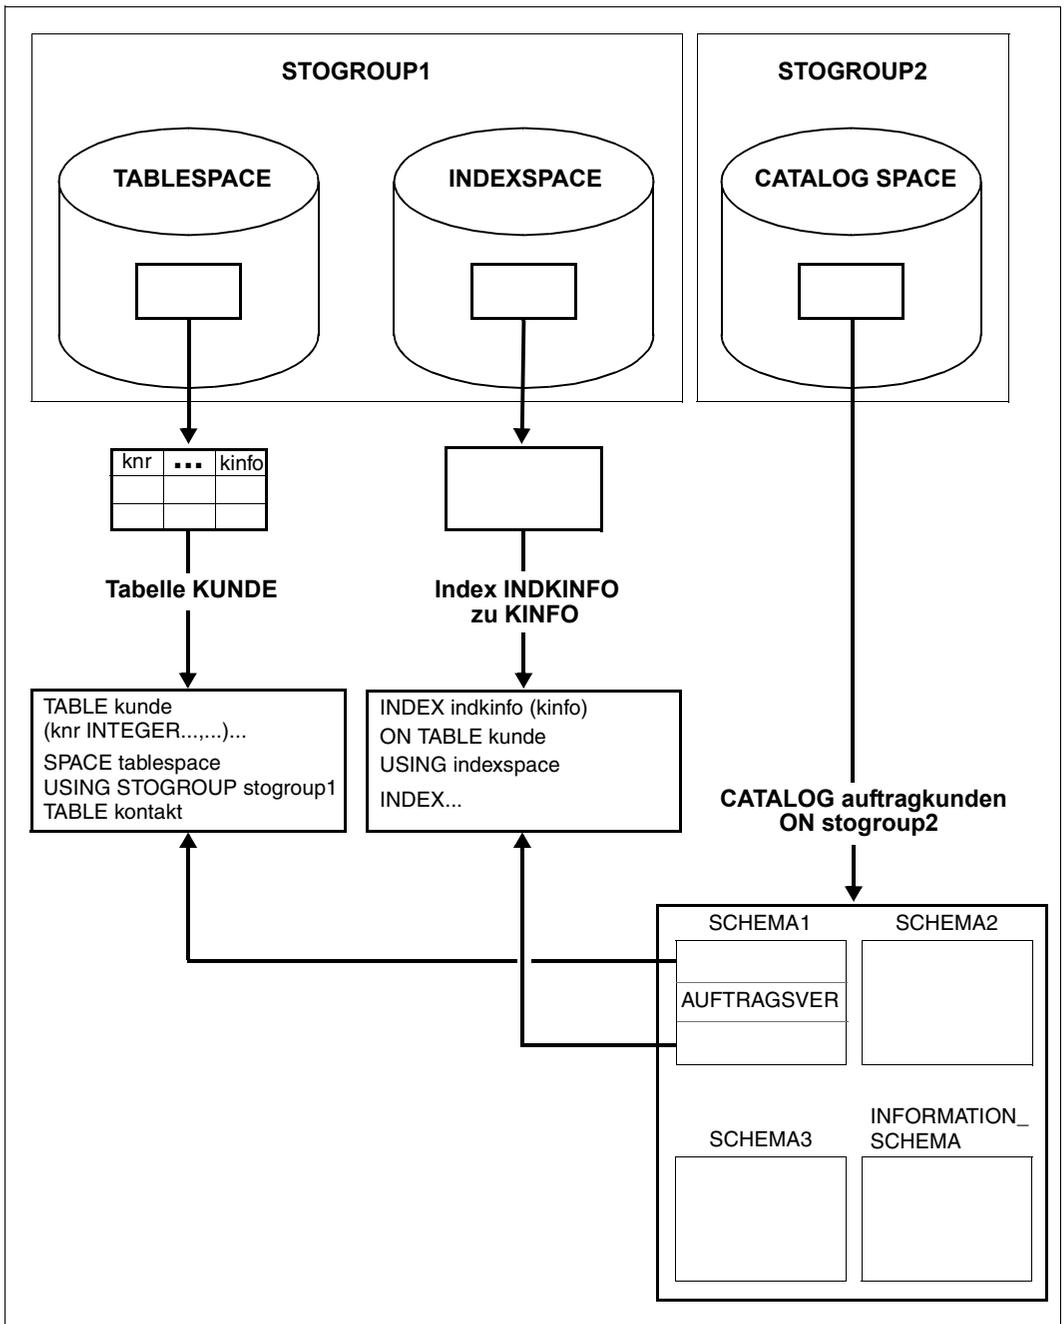 STOGROUP1
STOGROUP2
TABLESPACE
INDEXSPACE
CATALOG SPACE
knr ... kinfo
Tabelle KUNDE
Index INDKINFO
zu KINFO
TABLE kunde
(knr INTEGER...,...)...
SPACE tablespace
USING STOGROUP stogroup1
TABLE kontakt
INDEX indkinfo (kinfo)
ON TABLE kunde
USING indexspace
INDEX...
CATALOG auftragkunden
ON stogroup2
SCHEMA1
SCHEMA2
AUFTRAGSVER
SCHEMA3
INFORMATION_
SCHEMA